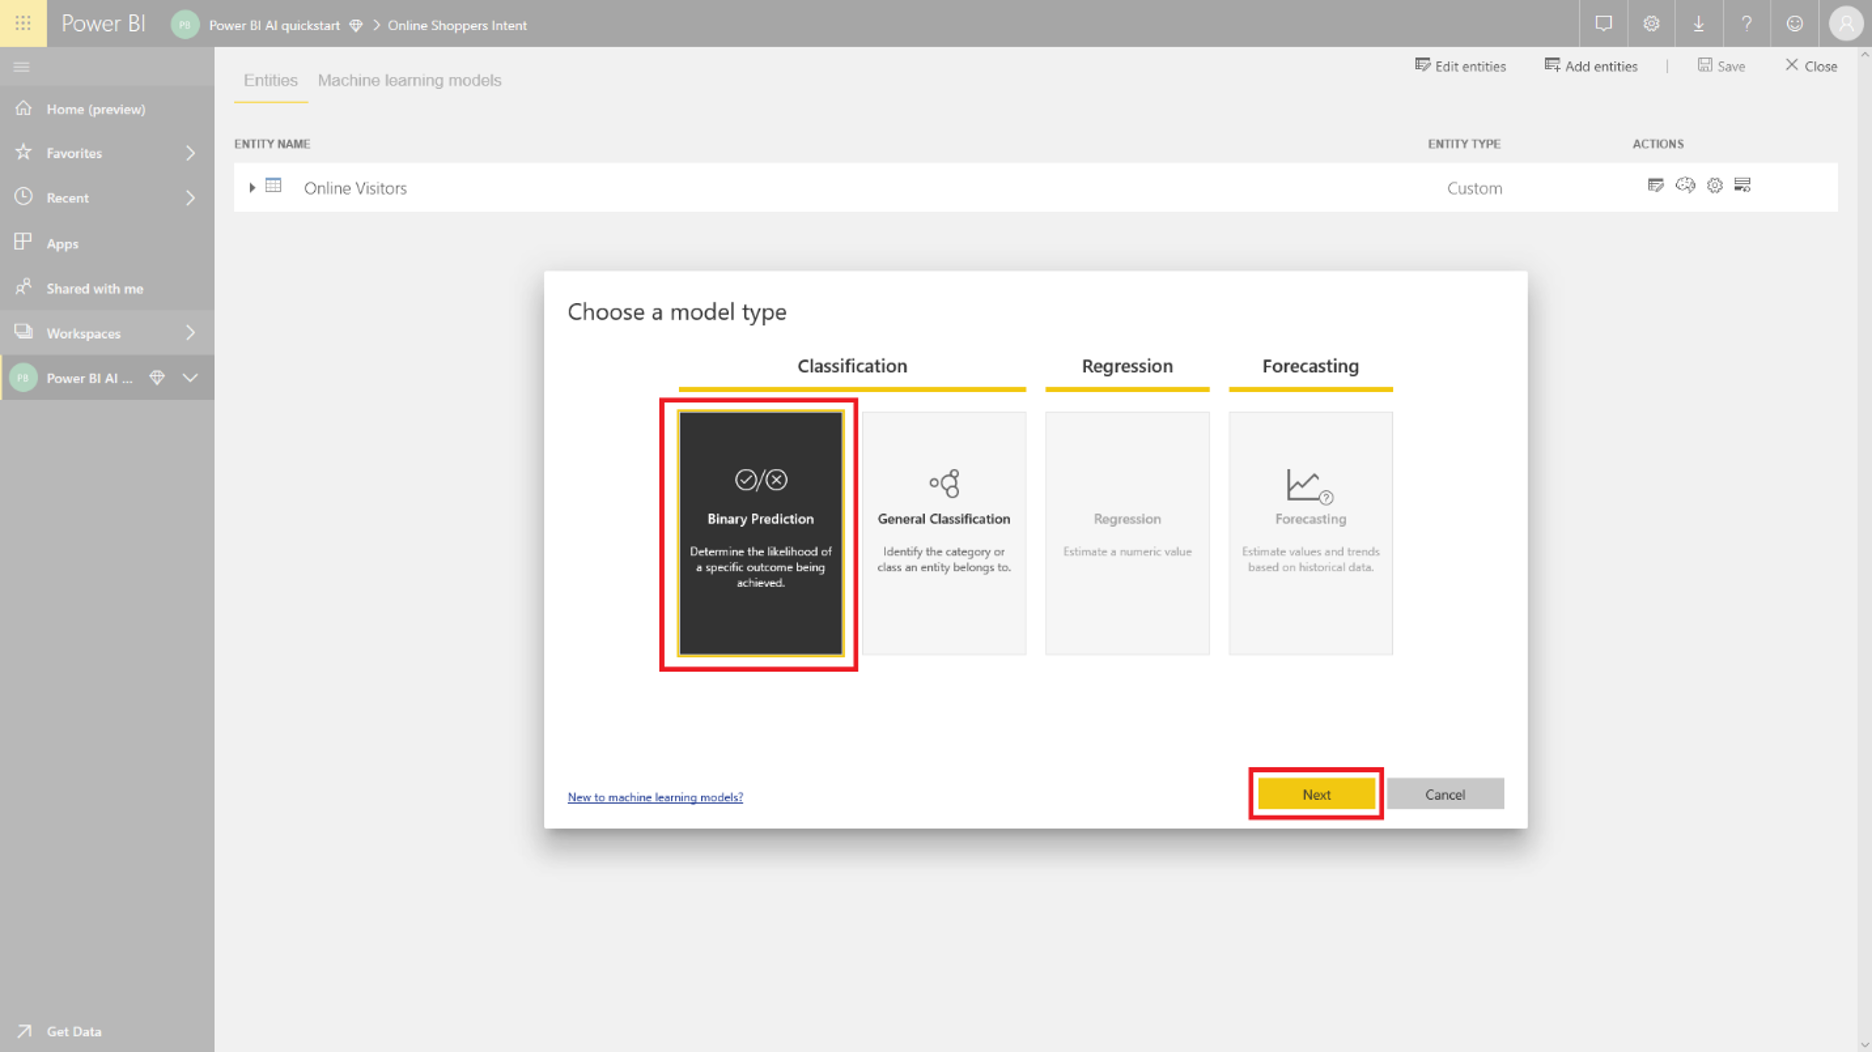 Power BI
PB
Power BI AI quickstart
Online Shoppers Intent
Home (preview)
Favorites
Recent
Apps
Shared with me
Workspaces
PB
Power BI AI ...
Get Data
Entities
Machine learning models
Edit entities
Add entities
Save
Close
ENTITY NAME
ENTITY TYPE
ACTIONS
Online Visitors
Custom
Choose a model type
Classification
Regression
Forecasting
Binary Prediction
Determine the likelihood of
a specific outcome being
achieved.
General Classification
Identify the category or
class an entity belongs to.
Regression
Estimate a numeric value
Forecasting
Estimate values and trends
based on historical data.
New to machine learning models?
Next
Cancel